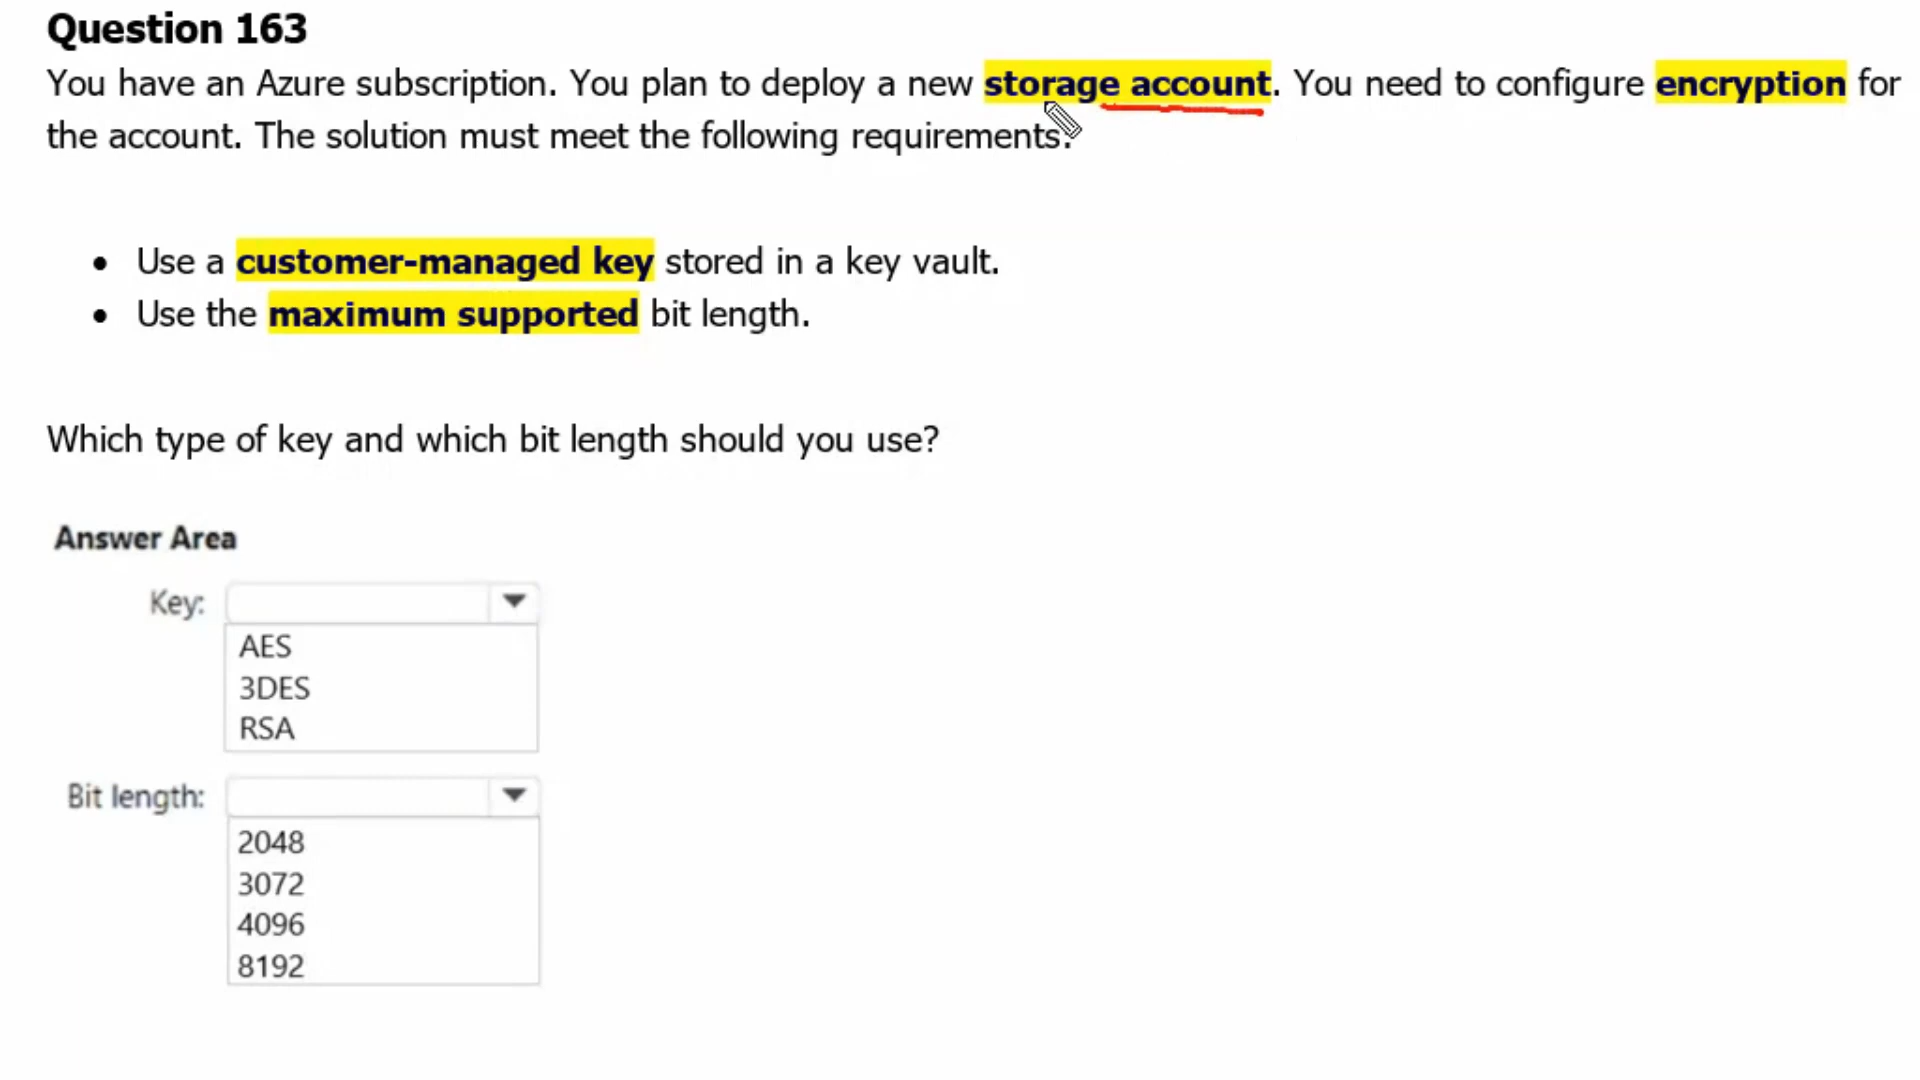 Question 163
You have an Azure subscription. You plan to deploy a new storage account. You need to configure encryption for
the account. The solution must meet the following requirements:
• Use a customer-managed key stored in a key vault.
• Use the maximum supported bit length.
Which type of key and which bit length should you use?
Answer Area
Key:
AES
3DES
RSA
Bit length:
2048
3072
4096
8192